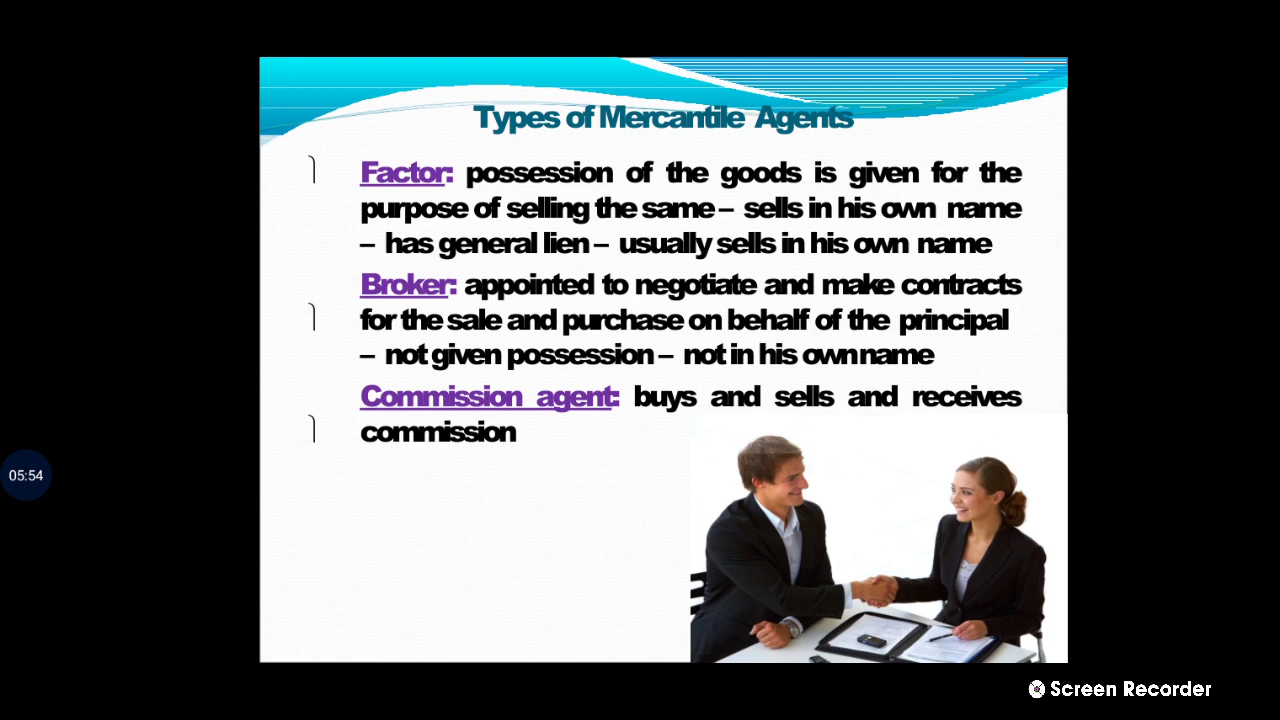 Types of Mercantile Agents
Factor: possession of the goods is given for the
purpose of selling the same – sells in his own name
– has general lien – usually sells in his own name
Broker: appointed to negotiate and make contracts
for the sale and purchase on behalf of the principal
– not given possession – not in his own name
Commission agent: buys and sells and receives
commission
05:54
Screen Recorder